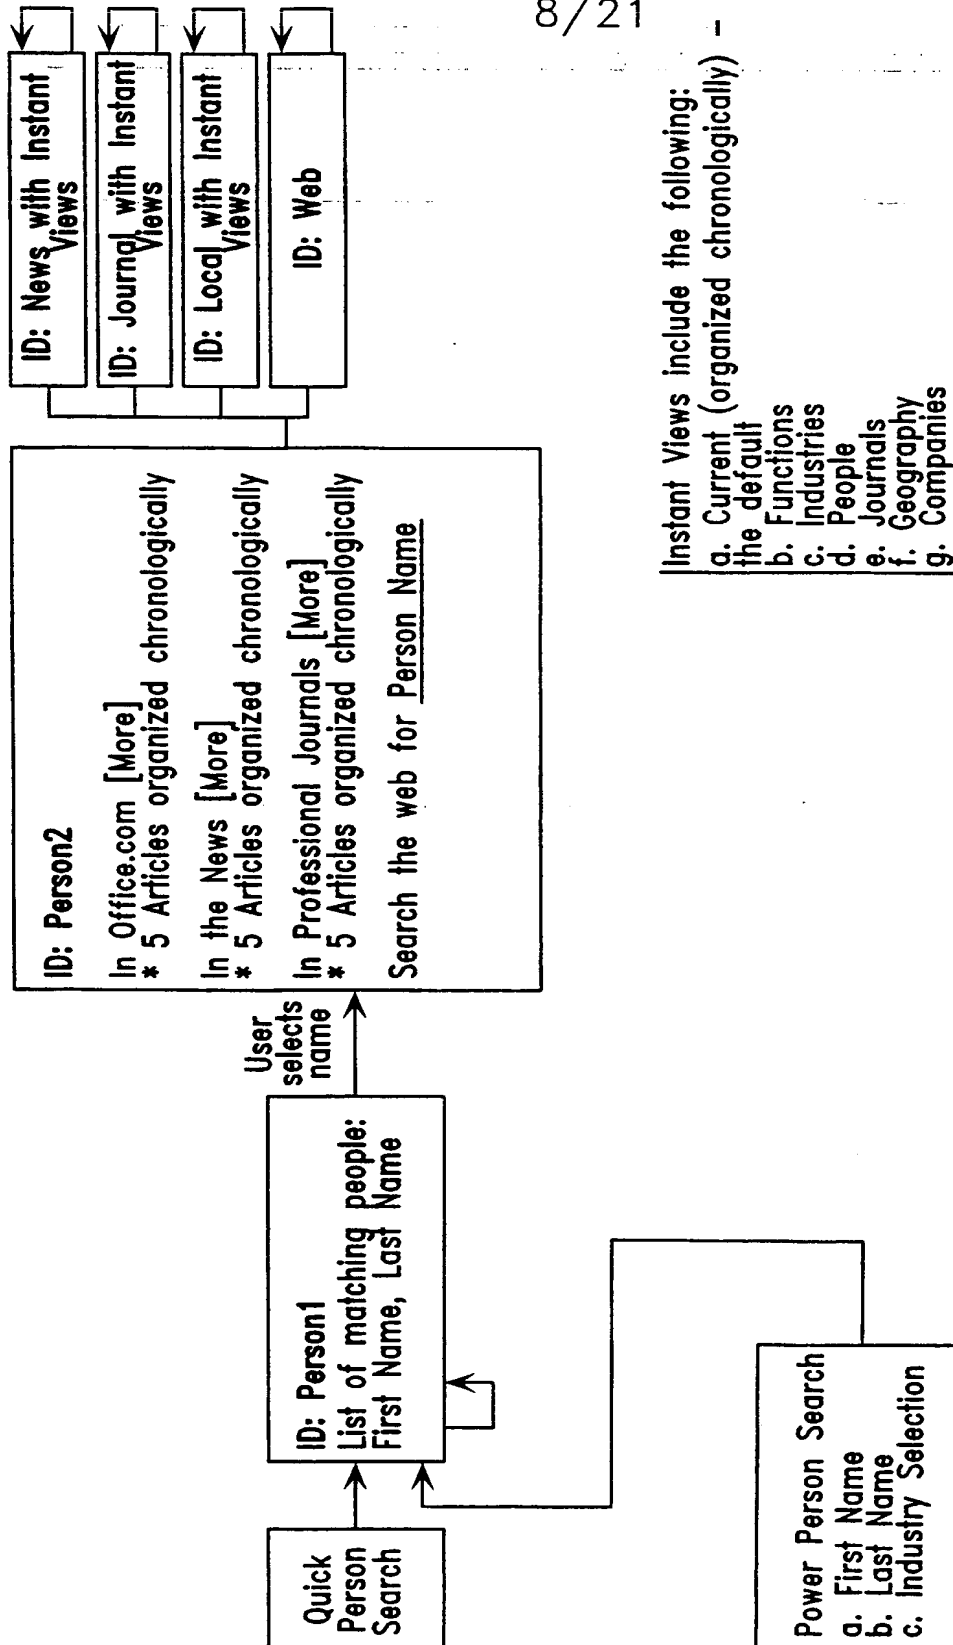 8/21
Quick
Person
Search
Power Person Search
a. First Name
b. Last Name
c. Industry Selection
ID: Person1
List of matching people:
First Name, Last Name
User
selects
name
ID: Person2
In Office.com [More]
* 5 Articles organized chronologically
In the News [More]
* 5 Articles organized chronologically
In Professional Journals [More]
* 5 Articles organized chronologically
Search the web for Person Name
ID: News with Instant
Views
ID: Journal with Instant
Views
ID: Local with Instant
Views
ID: Web
Instant Views include the following:
a. Current (organized chronologically)
the default
b. Functions
c. Industries
d. People
e. Journals
f. Geography
g. Companies